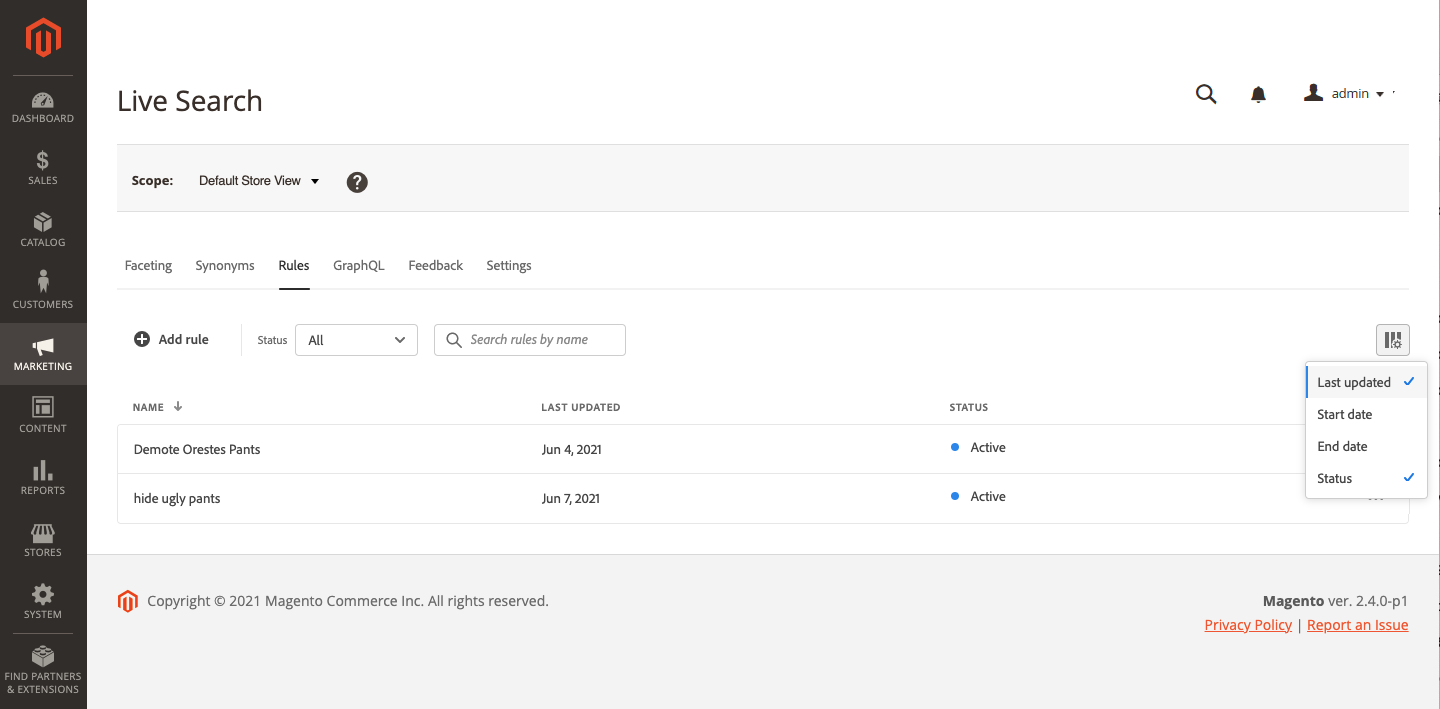 DASHBOARD
SALES
CATALOG
CUSTOMERS
MARKETING
CONTENT
REPORTS
STORES
SYSTEM
FIND PARTNERS
& EXTENSIONS
Live Search
admin
Scope: Default Store View ?
Faceting Synonyms Rules GraphQL Feedback Settings
Add rule Status All Search rules by name
Last updated
Start date
End date
Status
NAME LAST UPDATED STATUS
Demote Orestes Pants Jun 4, 2021 Active
hide ugly pants Jun 7, 2021 Active
Copyright © 2021 Magento Commerce Inc. All rights reserved.
Magento ver. 2.4.0-p1
Privacy Policy | Report an Issue